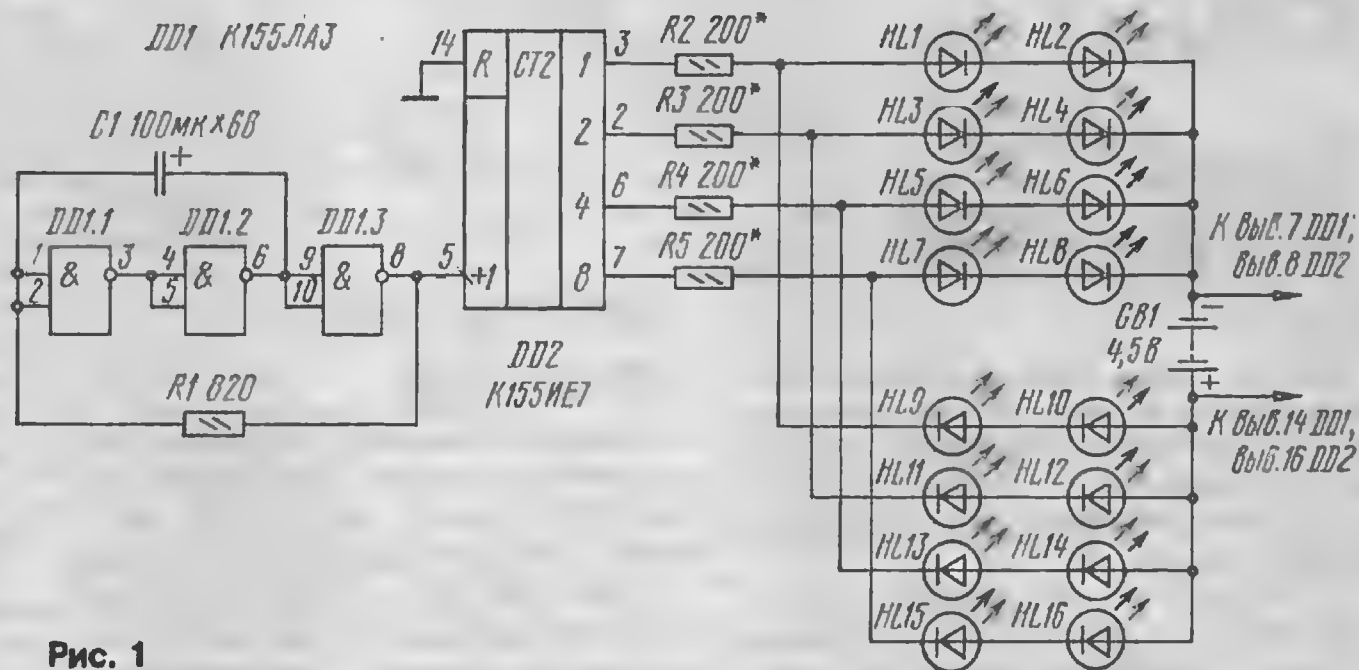 DD1 К155ЛА3
C1 100мк×6В
+
DD1.1
DD1.2
DD1.3
1
2
&
3
4
5
&
6
9
10
&
8
R1 820
14
R
CT2
5
+1
1
2
4
8
3
2
6
7
DD2
К155ИЕ7
R2 200*
R3 200*
R4 200*
R5 200*
HL1
HL2
HL3
HL4
HL5
HL6
HL7
HL8
К выв.7 DD1,
выв.8 DD2
GB1
4,5В
−
+
К выв.14 DD1,
выв.16 DD2
HL9
HL10
HL11
HL12
HL13
HL14
HL15
HL16
Рис. 1